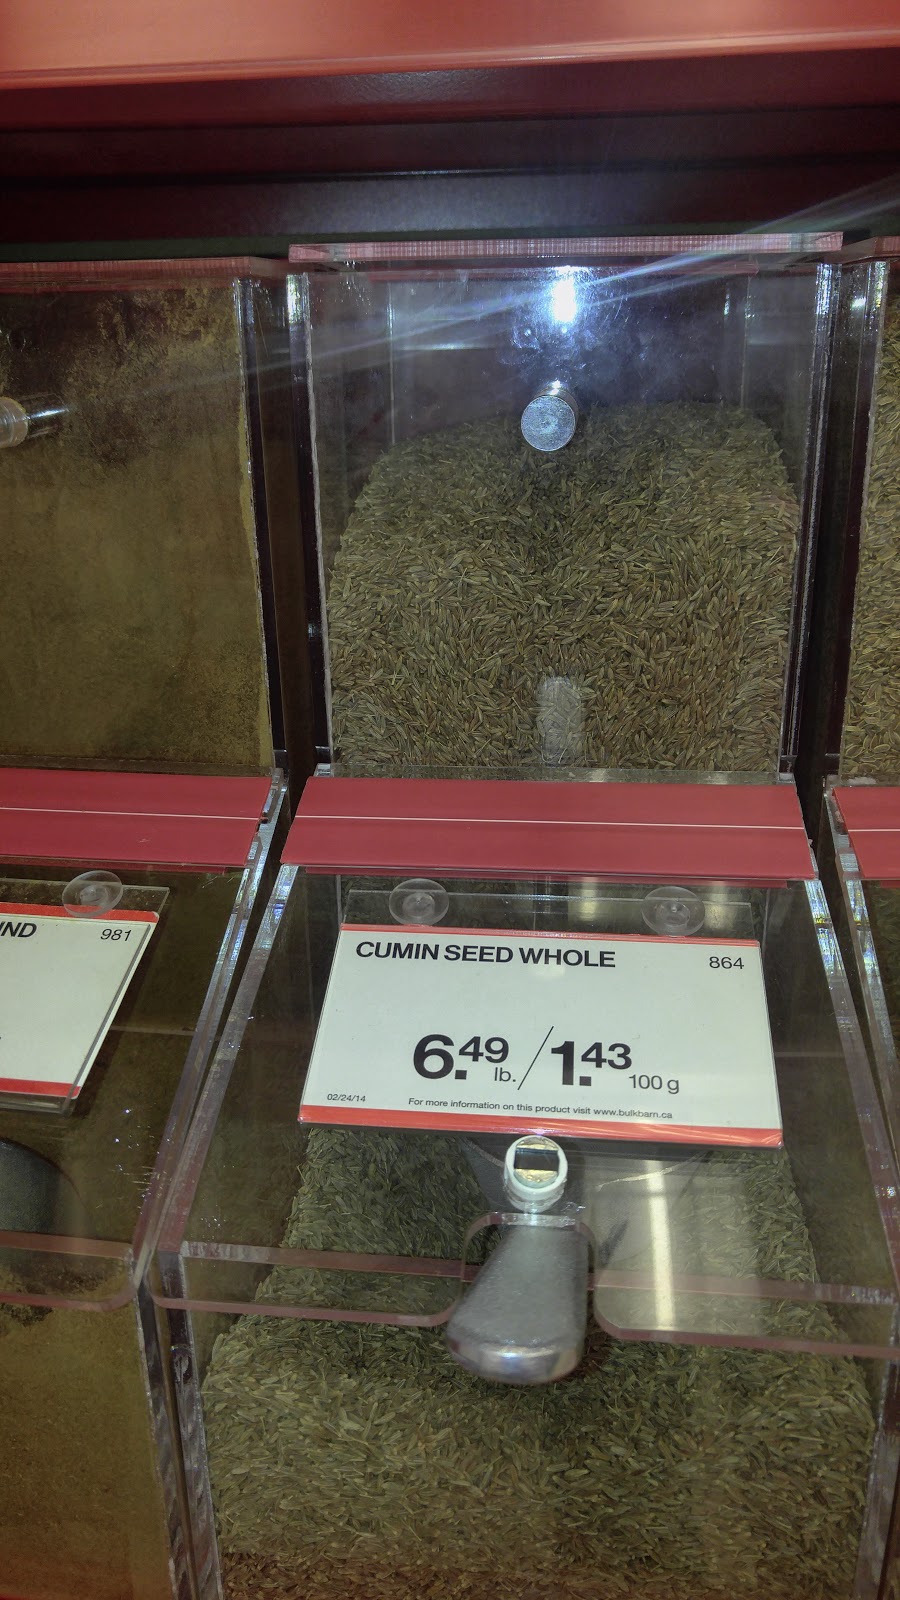 CUMIN SEED WHOLE 864
6.49 lb. / 1.43 100 g
02/24/14 For more information on this product visit www.bulkbarn.ca
981